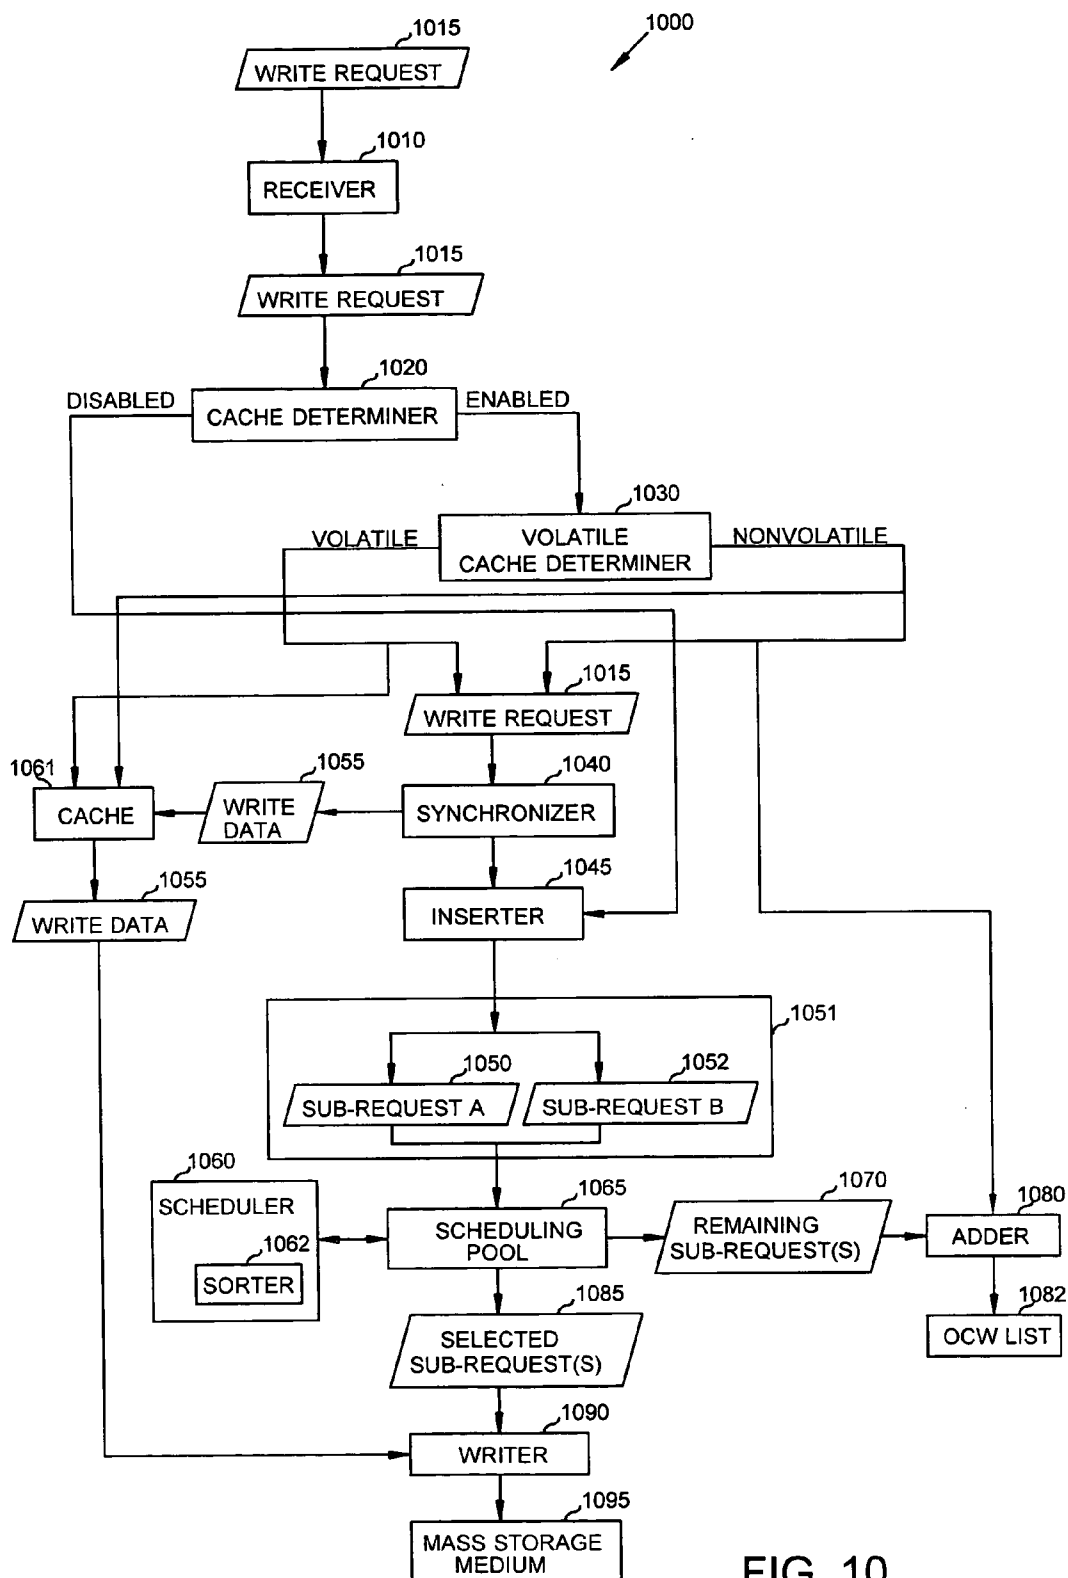 1015
1000
WRITE REQUEST
1010
RECEIVER
1015
WRITE REQUEST
1020
DISABLED
CACHE DETERMINER
ENABLED
1030
VOLATILE
VOLATILE
CACHE DETERMINER
NONVOLATILE
1015
WRITE REQUEST
1061
CACHE
1055
WRITE
DATA
1040
SYNCHRONIZER
1055
WRITE DATA
1045
INSERTER
1051
1050
SUB-REQUEST A
1052
SUB-REQUEST B
1060
SCHEDULER
1062
SORTER
1065
SCHEDULING
POOL
1070
REMAINING
SUB-REQUEST(S)
1080
ADDER
1082
OCW LIST
1085
SELECTED
SUB-REQUEST(S)
1090
WRITER
1095
MASS STORAGE
MEDIUM
FIG. 10